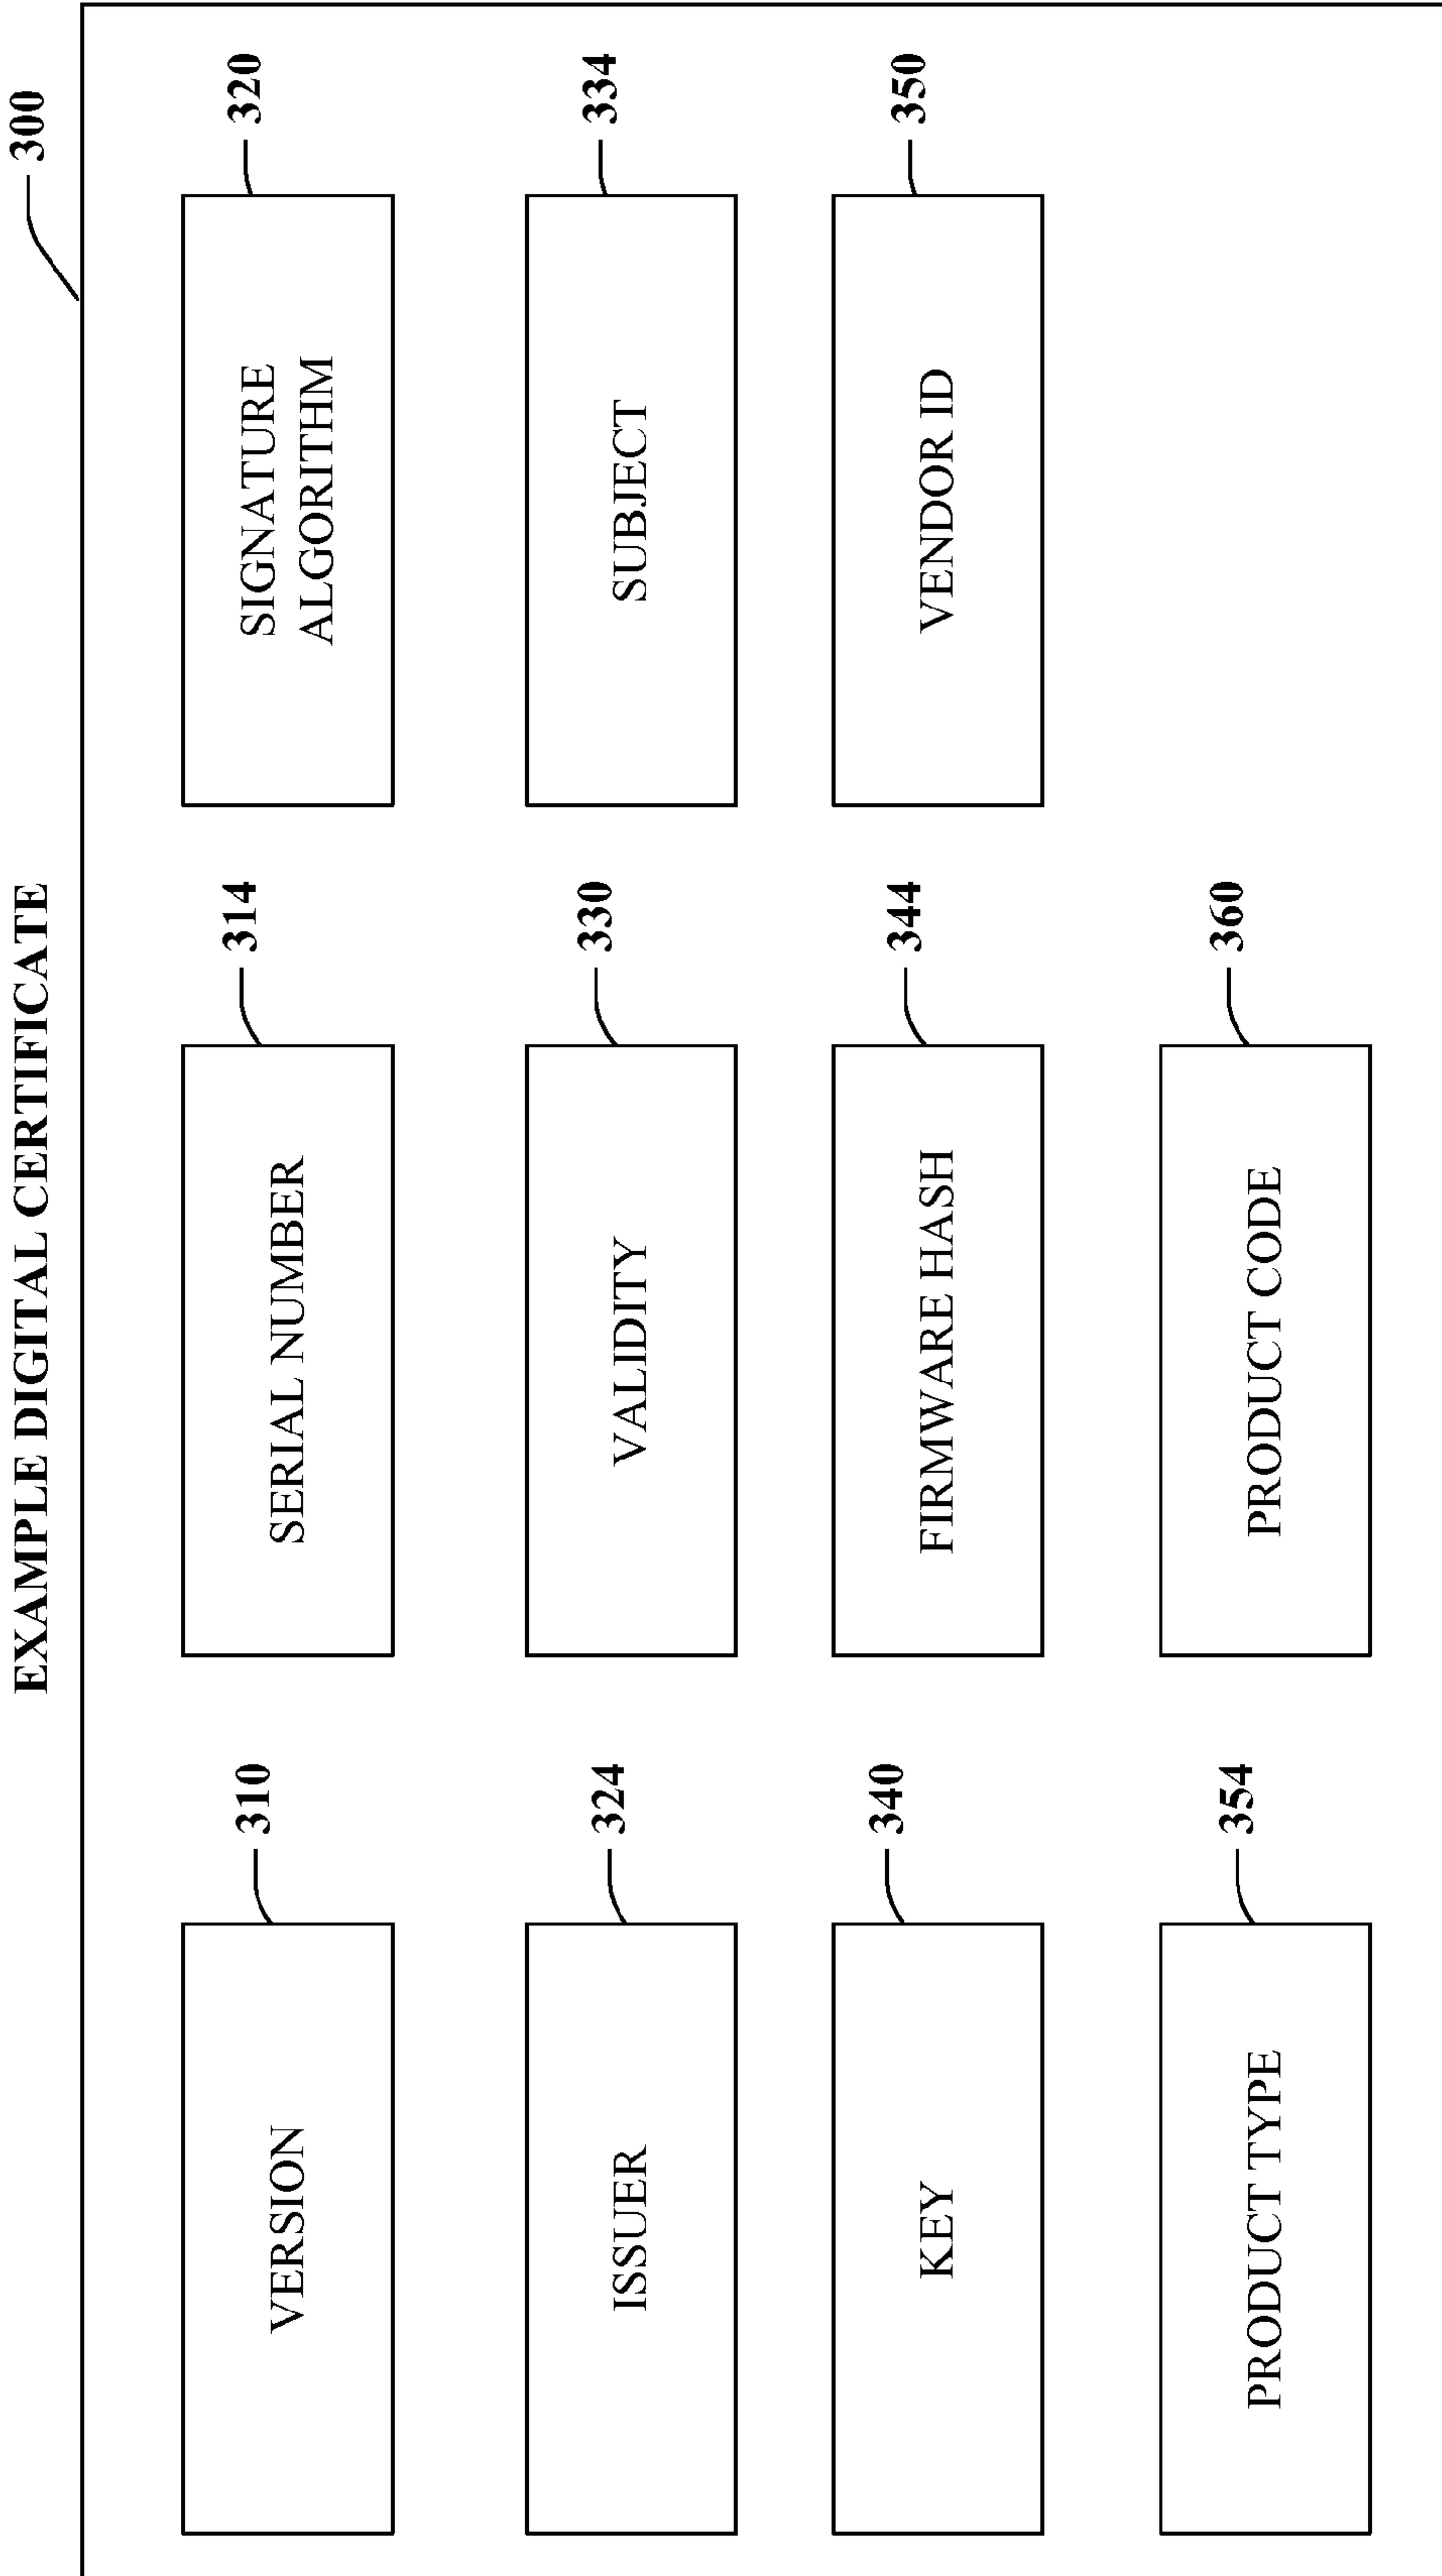 EXAMPLE DIGITAL CERTIFICATE
300
310
314
320
VERSION
SERIAL NUMBER
SIGNATURE
ALGORITHM
324
330
334
ISSUER
VALIDITY
SUBJECT
340
344
350
KEY
FIRMWARE HASH
VENDOR ID
354
360
PRODUCT TYPE
PRODUCT CODE